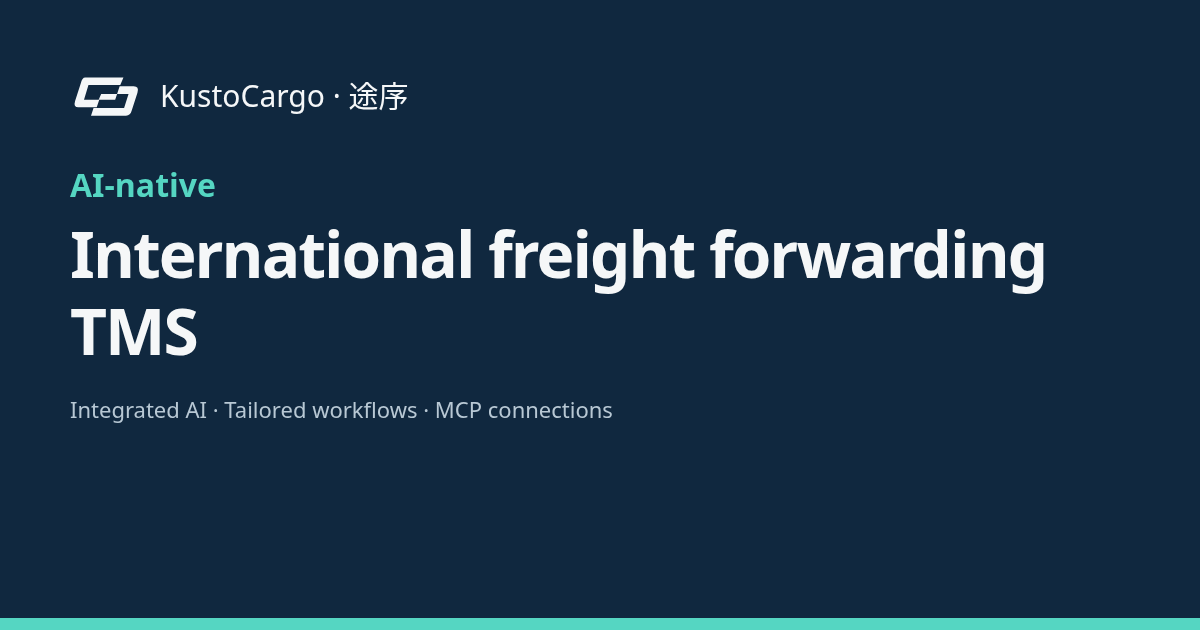 KustoCargo · 途序
AI-native
International freight forwarding
TMS
Integrated AI · Tailored workflows · MCP connections